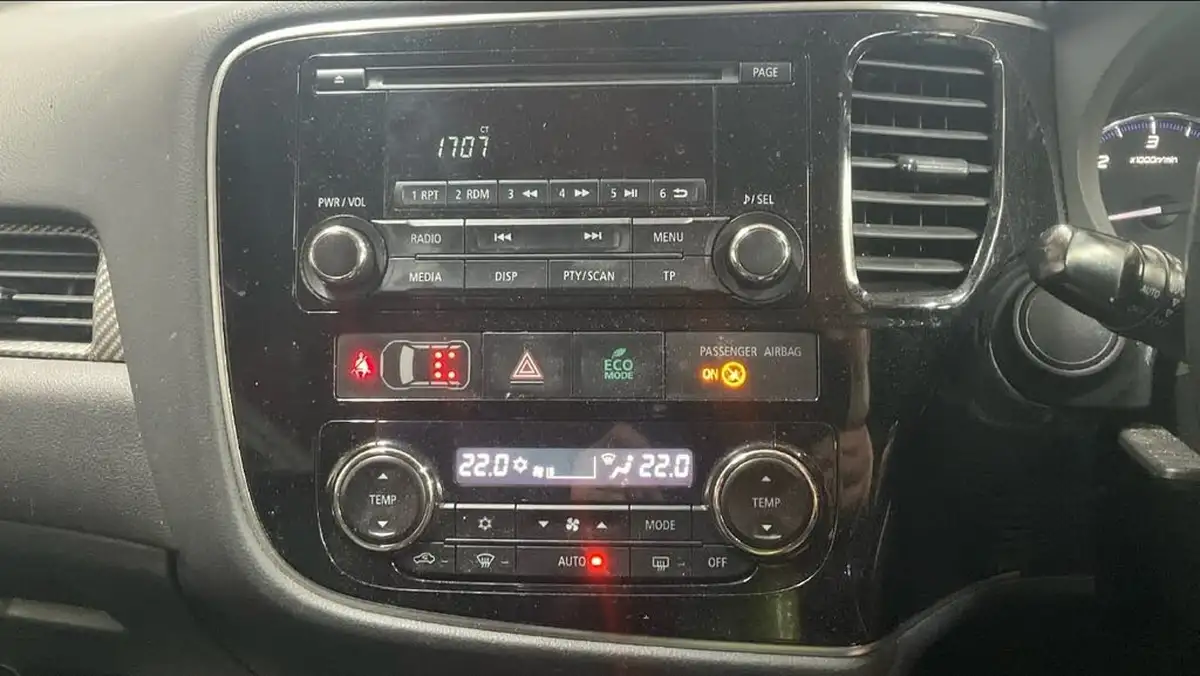 PAGE
CT
1707
1 RPT 2 RDM 3 4 5 6
PWR / VOL
♪/SEL
RADIO
MENU
MEDIA DISP PTY/SCAN TP
2
3
x1000r/min
AUTO
ECO
MODE
PASSENGER AIRBAG
ON
22.0 22.0
TEMP
TEMP
MODE
AUTO
OFF